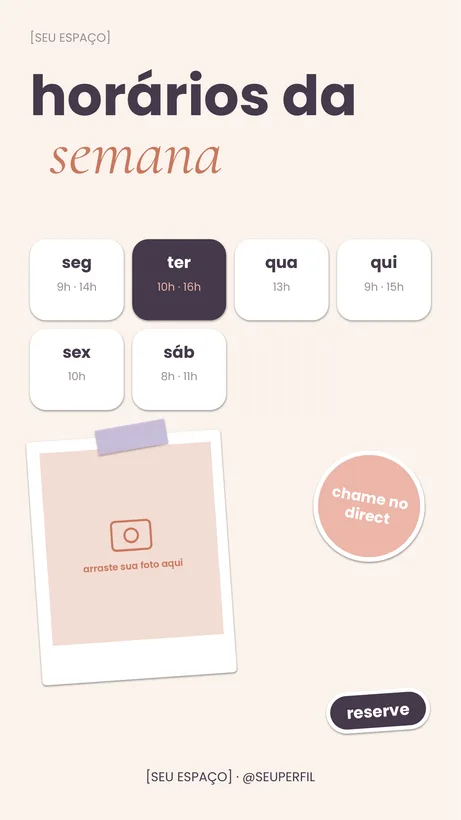 [SEU ESPAÇO]
horários da
semana
seg
9h · 14h
ter
10h · 16h
qua
13h
qui
9h · 15h
sex
10h
sáb
8h · 11h
arraste sua foto aqui
chame no
direct
reserve
[SEU ESPAÇO] · @SEUPERFIL